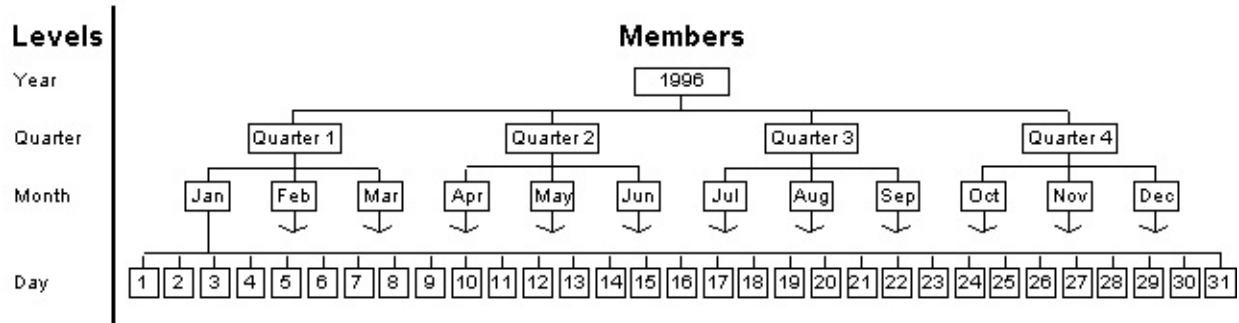 Levels Members
Year 1996
Quarter Quarter 1 Quarter 2 Quarter 3 Quarter 4
Month Jan Feb Mar Apr May Jun Jul Aug Sep Oct Nov Dec
Day 1 2 3 4 5 6 7 8 9 10 11 12 13 14 15 16 17 18 19 20 21 22 23 24 25 26 27 28 29 30 31